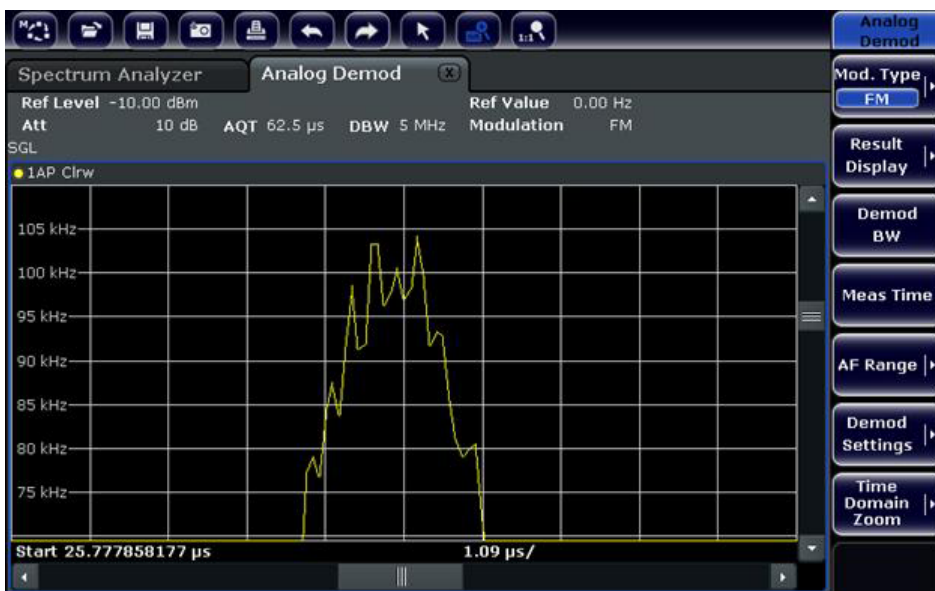 Analog
Demod
Spectrum Analyzer
Analog Demod
X
Ref Level -10.00 dBm
Ref Value 0.00 Hz
Att 10 dB AQT 62.5 µs DBW 5 MHz Modulation FM
SGL
1AP Clrw
105 kHz
100 kHz
95 kHz
90 kHz
85 kHz
80 kHz
75 kHz
Start 25.777858177 µs
1.09 µs/
Mod. Type
FM
Result
Display
Demod
BW
Meas Time
AF Range
Demod
Settings
Time
Domain
Zoom
1:1